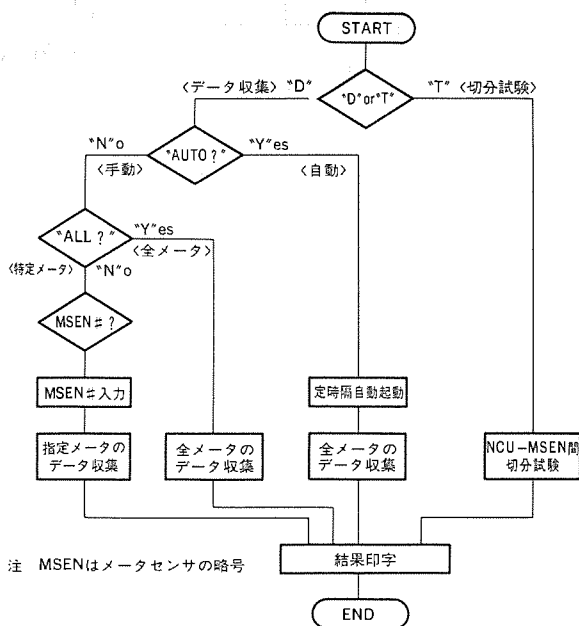 START
〈データ収集〉 “D”
“D”or“T”
“T” 〈切分試験〉
“N”o
〈手動〉
“AUTO？”
“Y”es
〈自動〉
“ALL？”
“Y”es
〈全メータ〉
〈特定メータ〉
“N”o
MSEN♯？
MSEN♯入力
定時隔自動起動
指定メータの
データ収集
全メータの
データ収集
全メータの
データ収集
NCU－MSEN間
切分試験
結果印字
注 MSENはメータセンサの略号
END